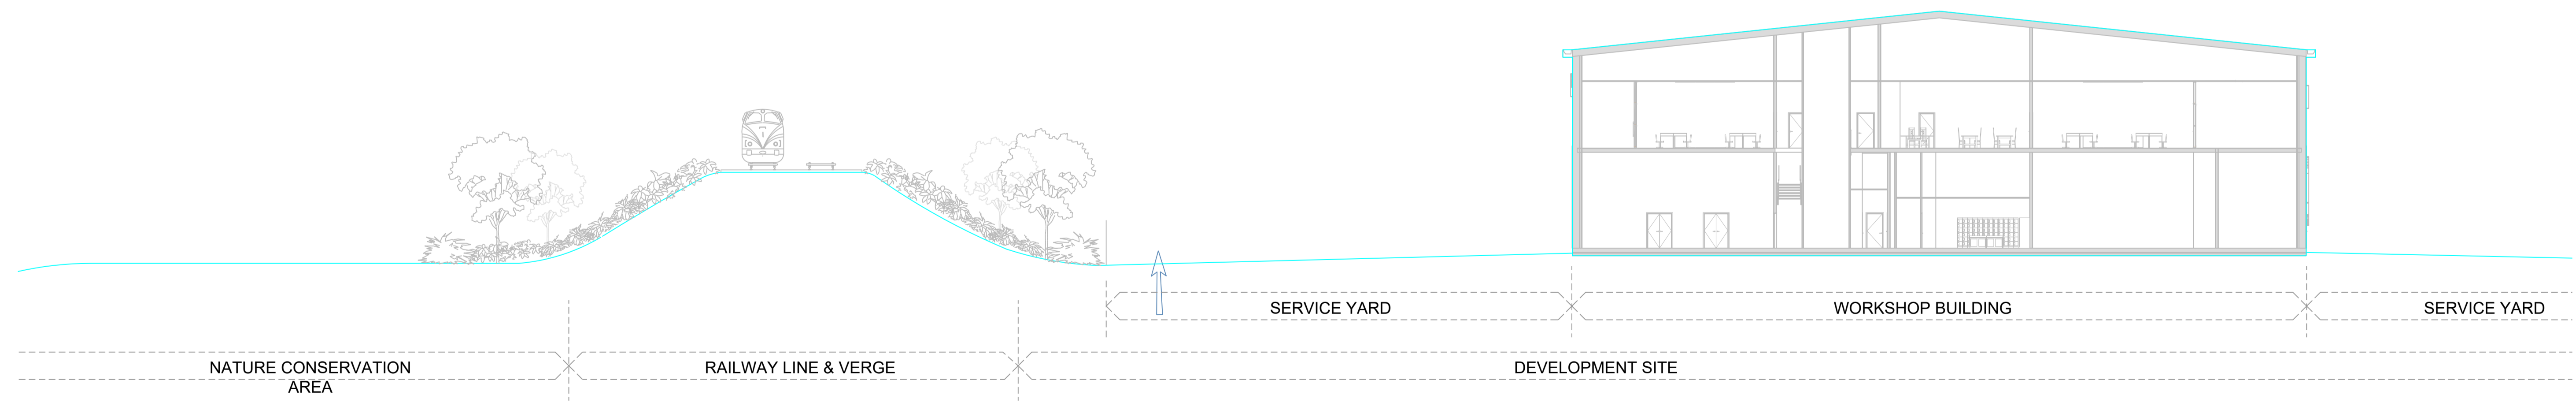 SERVICE YARD
WORKSHOP BUILDING
SERVICE YARD
NATURE CONSERVATION
AREA
RAILWAY LINE & VERGE
DEVELOPMENT SITE